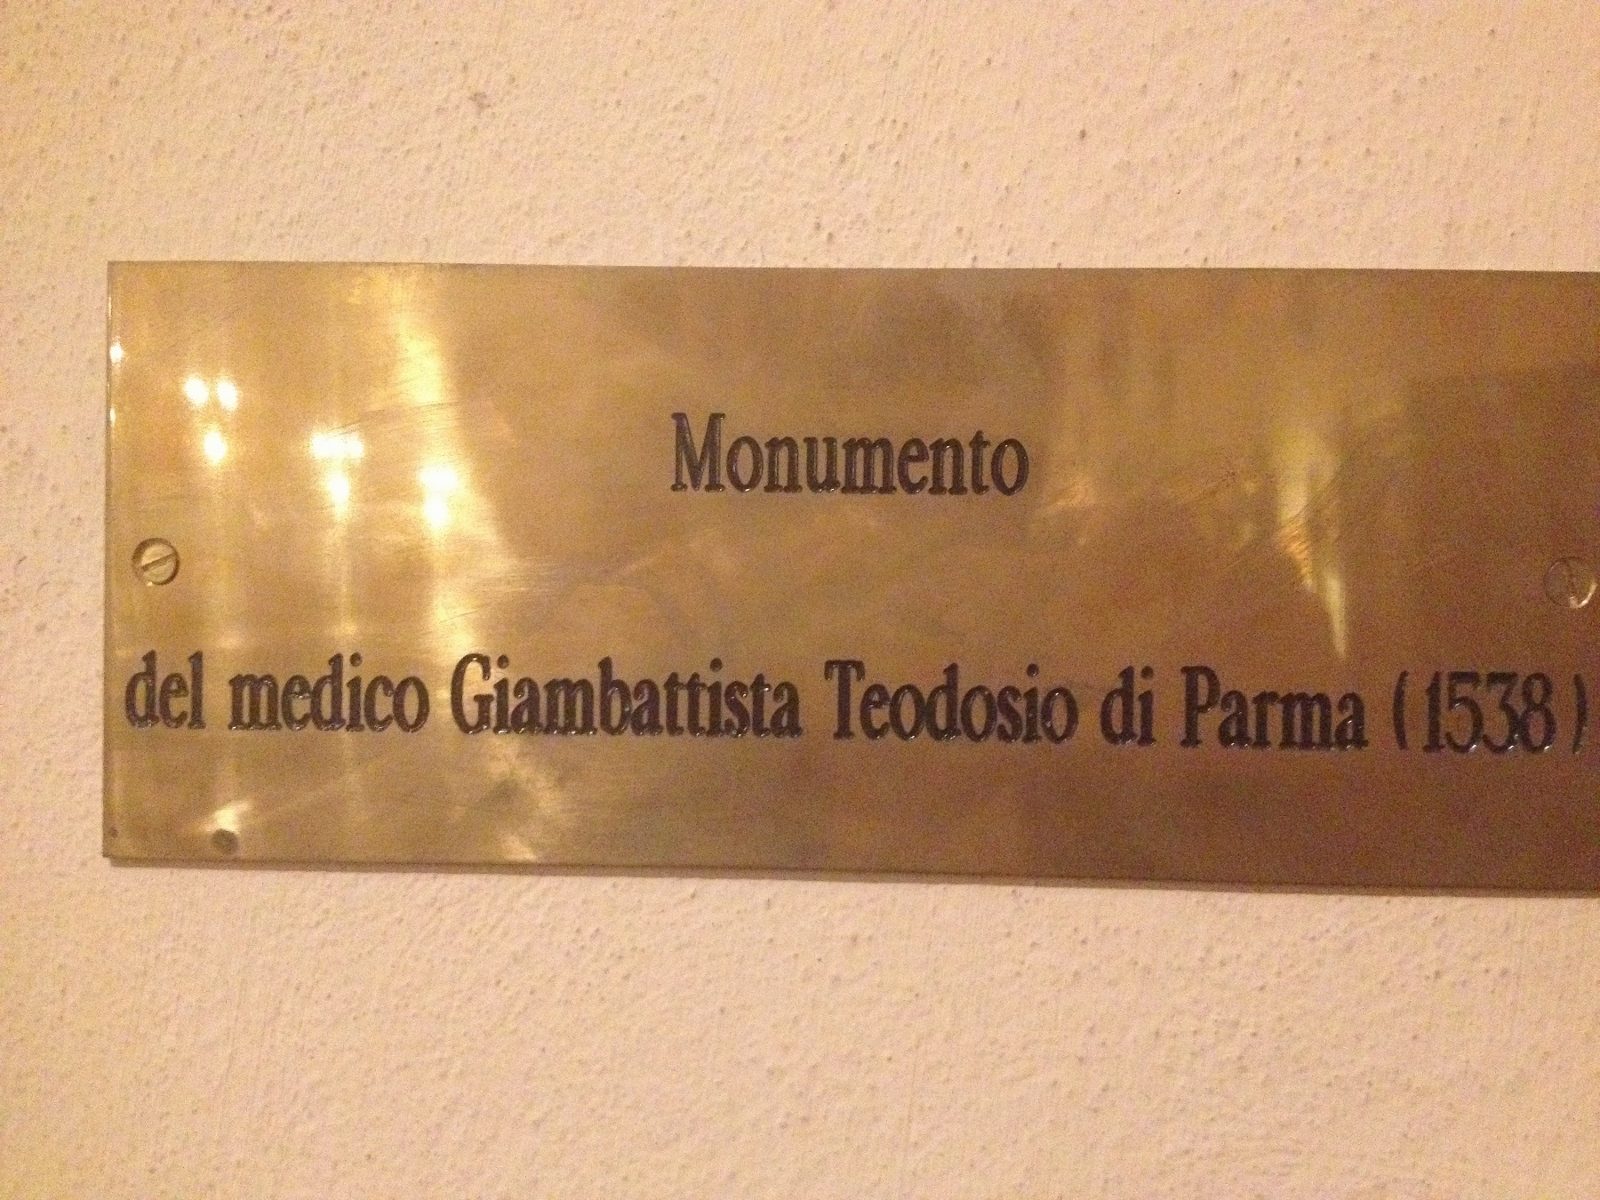 Monumento
del medico Giambattista Teodosio di Parma (1538)